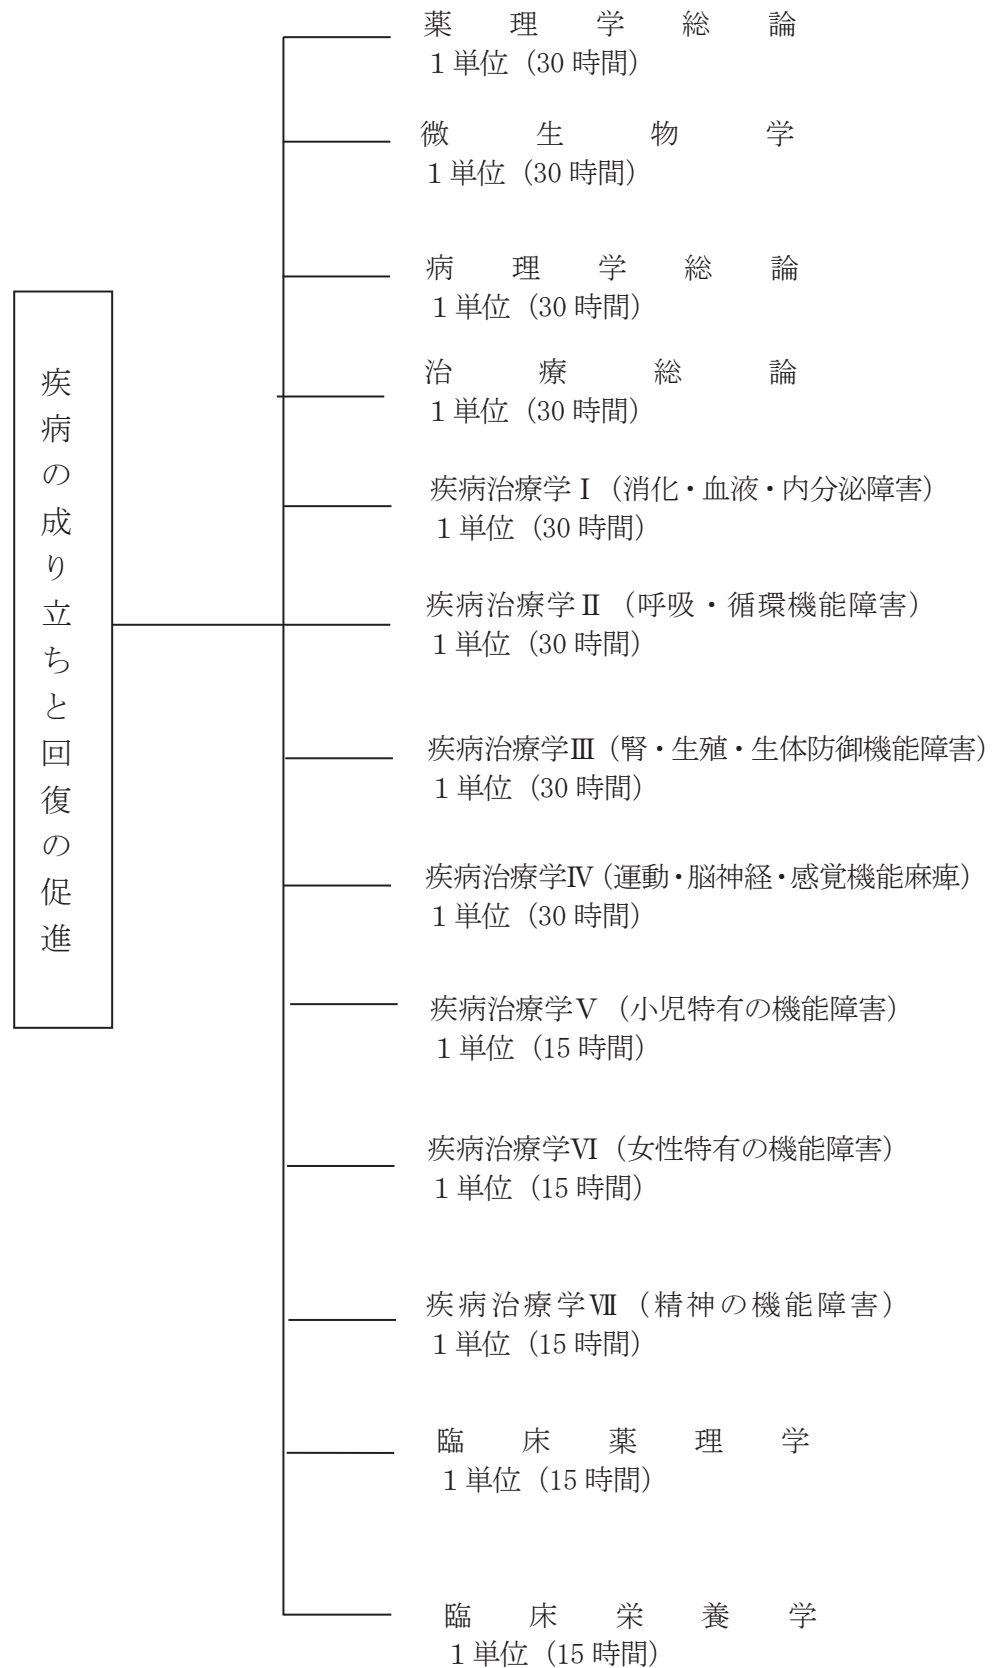 疾病の成り立ちと回復の促進
薬理学総論
1単位（30時間）
微生物学
1単位（30時間）
病理学総論
1単位（30時間）
治療総論
1単位（30時間）
疾病治療学Ⅰ（消化・血液・内分泌障害）
1単位（30時間）
疾病治療学Ⅱ（呼吸・循環機能障害）
1単位（30時間）
疾病治療学Ⅲ（腎・生殖・生体防御機能障害）
1単位（30時間）
疾病治療学Ⅳ（運動・脳神経・感覚機能麻痺）
1単位（30時間）
疾病治療学Ⅴ（小児特有の機能障害）
1単位（15時間）
疾病治療学Ⅵ（女性特有の機能障害）
1単位（15時間）
疾病治療学Ⅶ（精神の機能障害）
1単位（15時間）
臨床薬理学
1単位（15時間）
臨床栄養学
1単位（15時間）